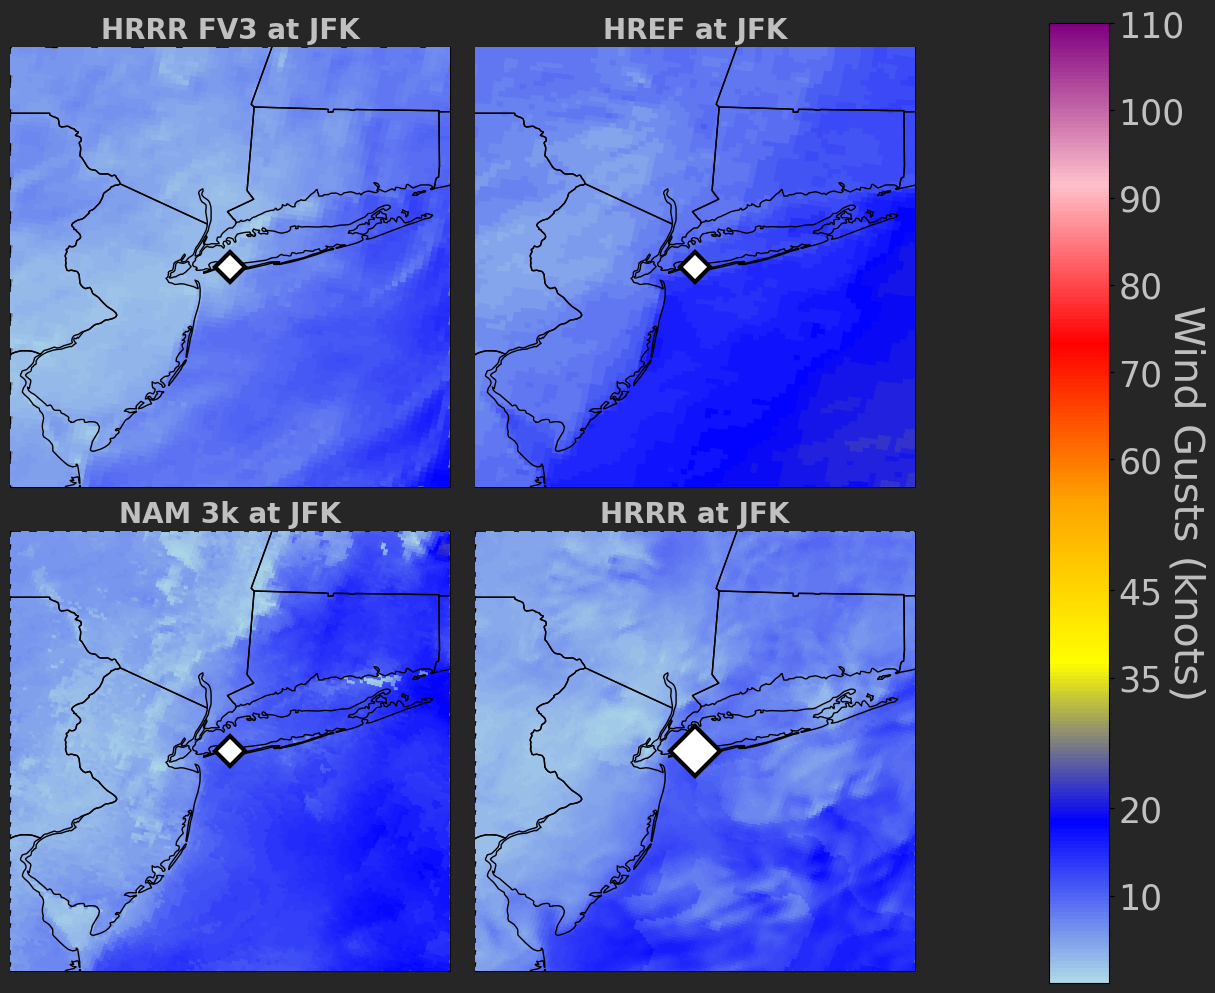 HRRR FV3 at JFK
HREF at JFK
NAM 3k at JFK
HRRR at JFK
110
100
90
80
70
60
45
35
20
10
Wind Gusts (knots)